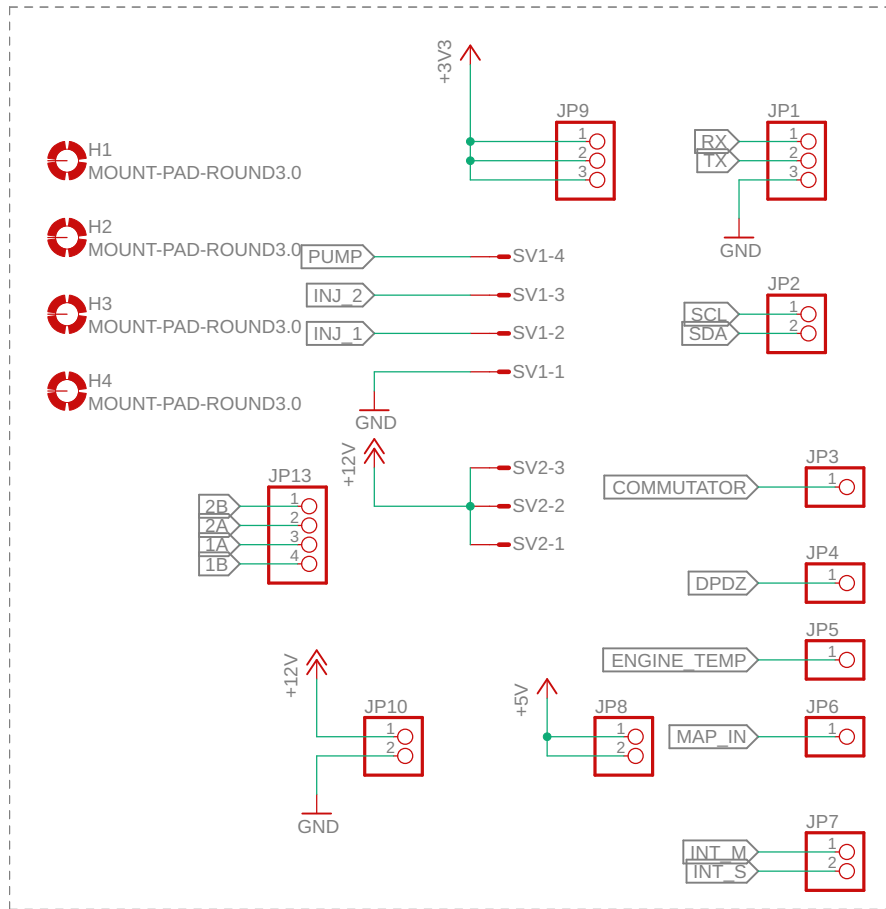 +3V3
JP9
1
2
3
JP1
RX
TX
1
2
3
GND
H1
MOUNT-PAD-ROUND3.0
H2
MOUNT-PAD-ROUND3.0
H3
MOUNT-PAD-ROUND3.0
H4
MOUNT-PAD-ROUND3.0
PUMP
SV1-4
INJ_2
SV1-3
INJ_1
SV1-2
SV1-1
GND
JP2
SCL
1
SDA
2
+12V
SV2-3
SV2-2
SV2-1
JP3
COMMUTATOR
1
JP13
2B
1
2A
2
1A
3
1B
4
JP4
DPDZ
1
JP5
ENGINE_TEMP
1
+12V
JP10
1
2
GND
+5V
JP8
1
2
JP6
MAP_IN
1
JP7
INT_M
1
INT_S
2